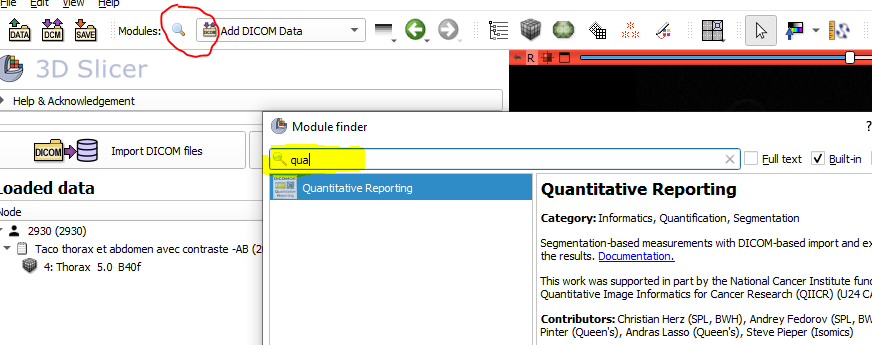 File Edit View Help
DATA DCM SAVE Modules: DICOM Add DICOM Data
R
3D Slicer
Help & Acknowledgement
DICOM Import DICOM files
Loaded data
Node
2930 (2930)
Taco thorax et abdomen avec contraste -AB (2
4: Thorax 5.0 B40f
Module finder
?
qua
Full text
Built-in
Quantitative Reporting
Quantitative Reporting
Category: Informatics, Quantification, Segmentation
Segmentation-based measurements with DICOM-based import and ex
the results. Documentation.
This work was supported in part by the National Cancer Institute fund
Quantitative Image Informatics for Cancer Research (QIICR) (U24 CA
Contributors: Christian Herz (SPL, BWH), Andrey Fedorov (SPL, BW
Pinter (Queen's), Andras Lasso (Queen's), Steve Pieper (Isomics)